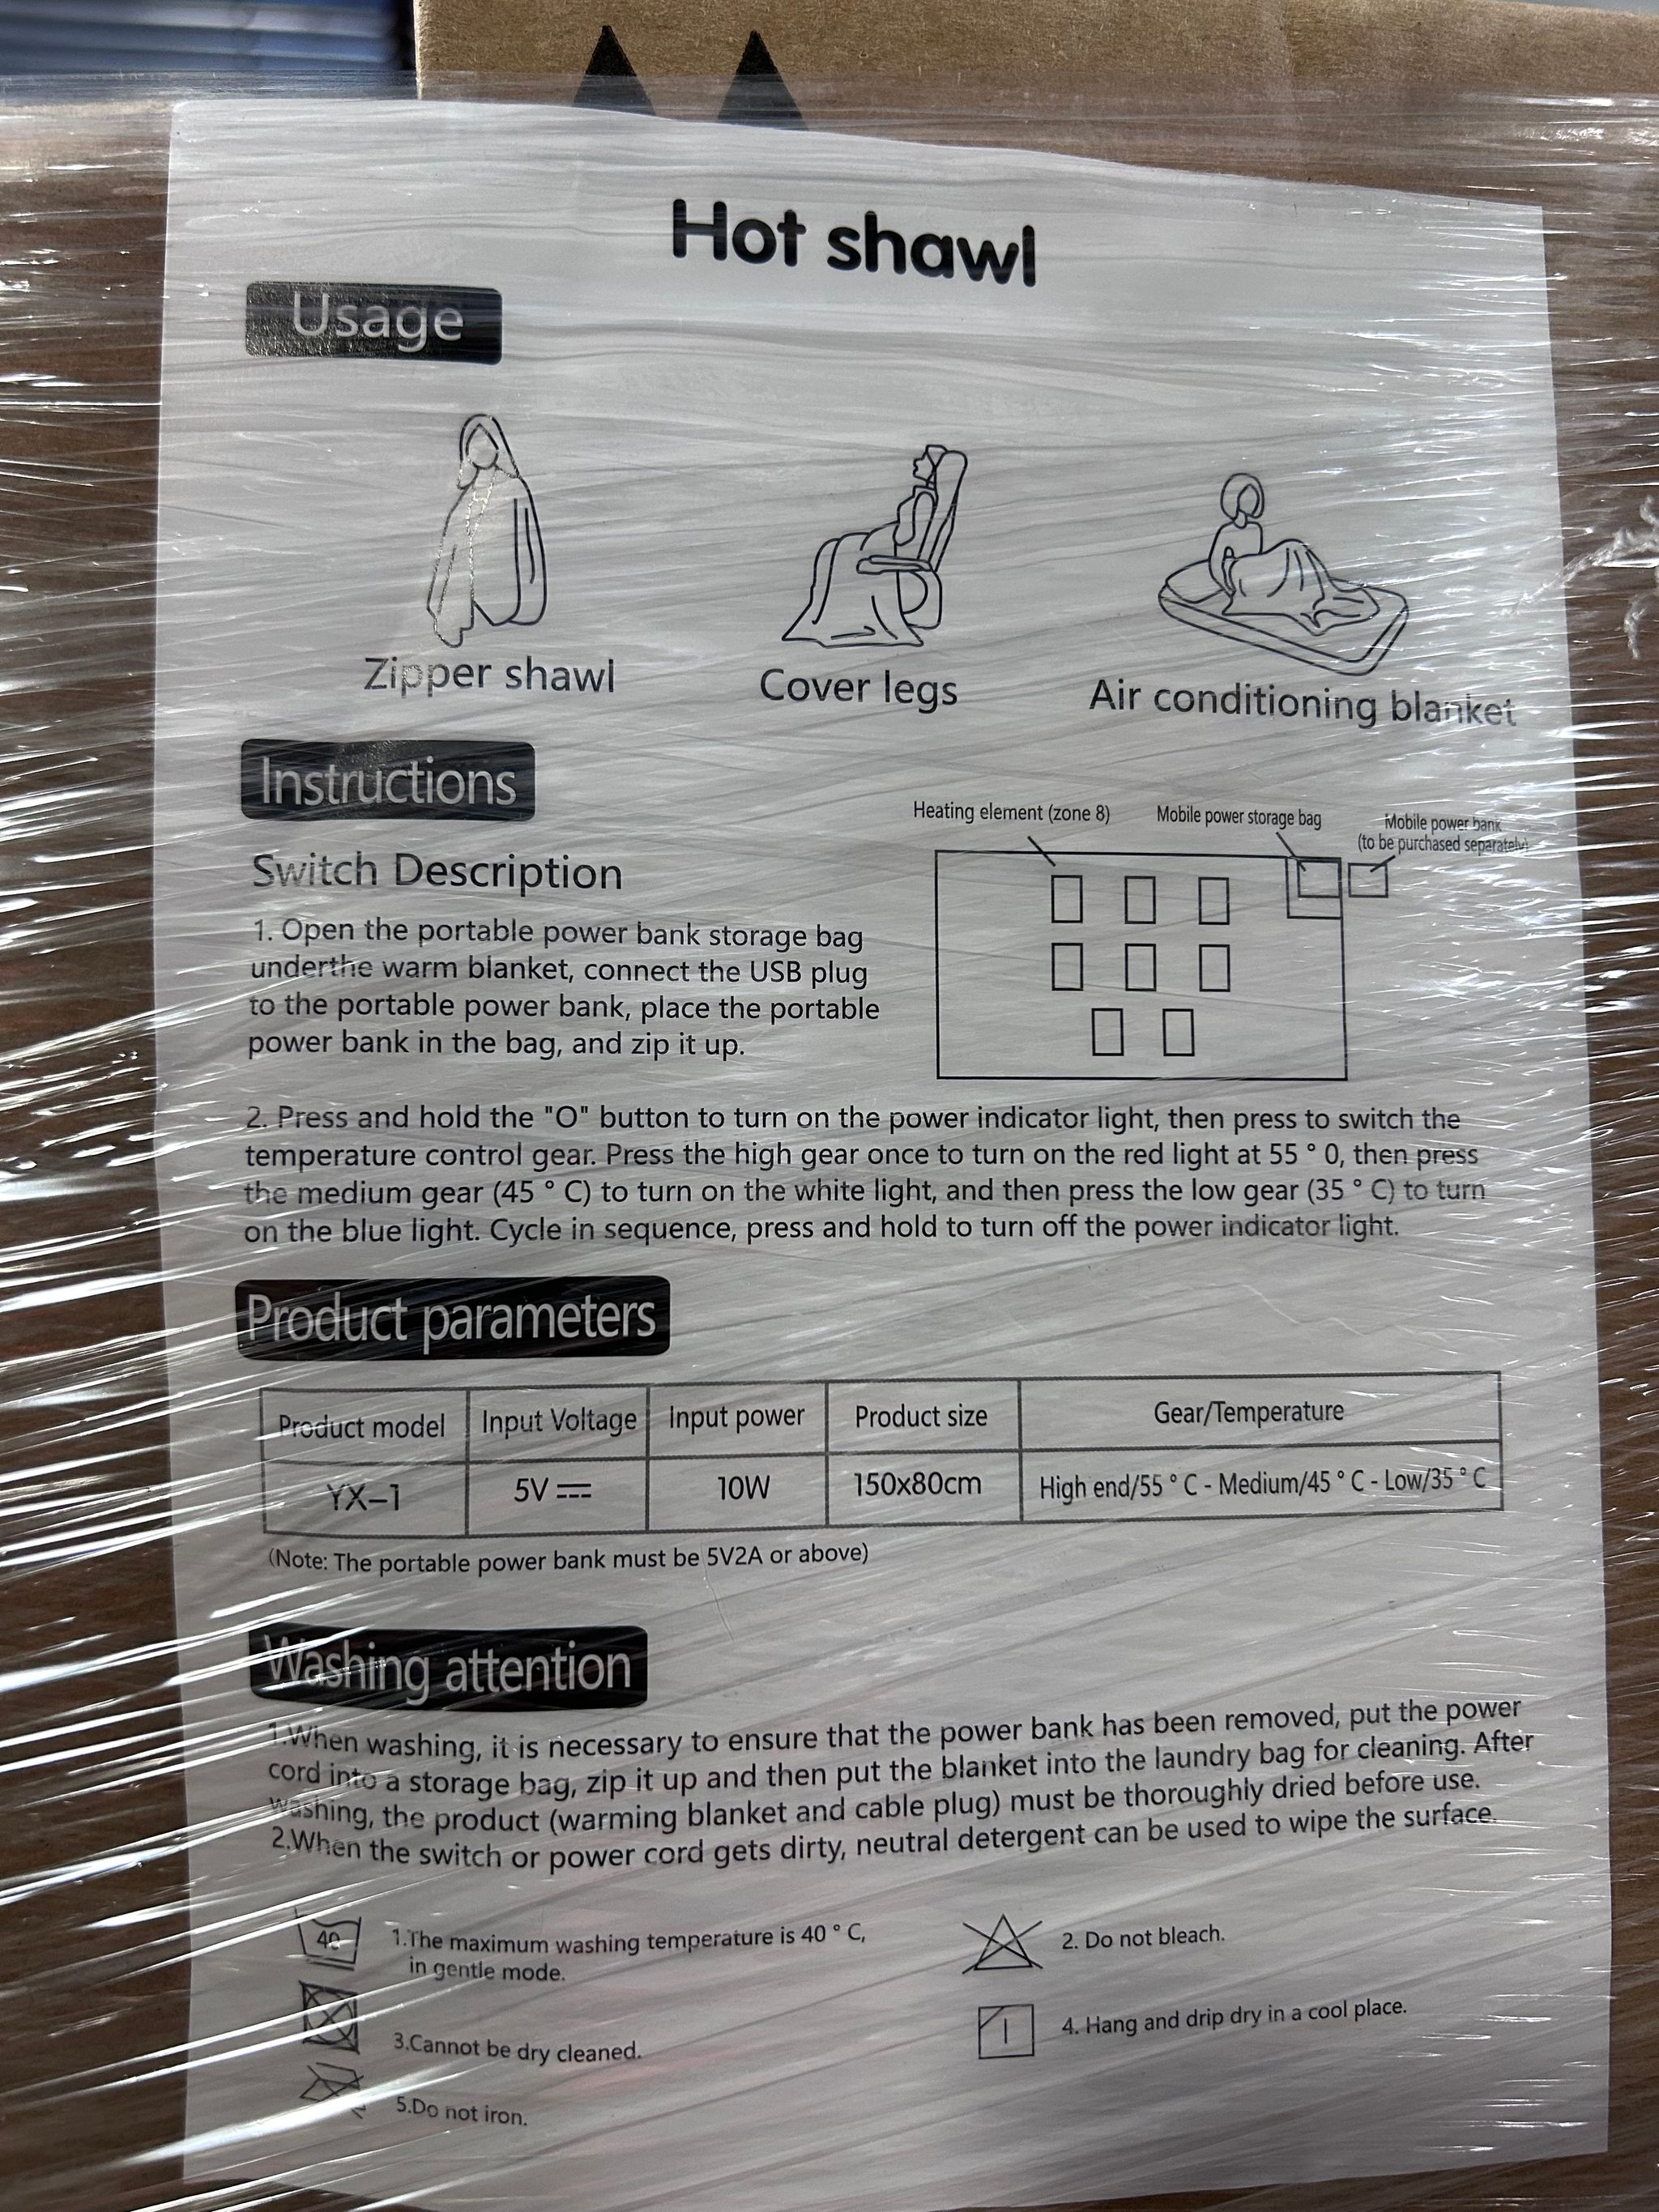 Hot shawl
Usage
Zipper shawl
Cover legs
Air conditioning blanket
Instructions
Heating element (zone 8)
Mobile power storage bag
Mobile power bank
(to be purchased separately)
Switch Description
1. Open the portable power bank storage bag
underthe warm blanket, connect the USB plug
to the portable power bank, place the portable
power bank in the bag, and zip it up.
2. Press and hold the "O" button to turn on the power indicator light, then press to switch the
temperature control gear. Press the high gear once to turn on the red light at 55 ° 0, then press
the medium gear (45 ° C) to turn on the white light, and then press the low gear (35 ° C) to turn
on the blue light. Cycle in sequence, press and hold to turn off the power indicator light.
Product parameters
Product model Input Voltage Input power Product size Gear/Temperature
YX-1 5V ⎓ 10W 150x80cm High end/55 ° C - Medium/45 ° C - Low/35 ° C
(Note: The portable power bank must be 5V2A or above)
Washing attention
1.When washing, it is necessary to ensure that the power bank has been removed, put the power
cord into a storage bag, zip it up and then put the blanket into the laundry bag for cleaning. After
washing, the product (warming blanket and cable plug) must be thoroughly dried before use.
2.When the switch or power cord gets dirty, neutral detergent can be used to wipe the surface.
40
1.The maximum washing temperature is 40 ° C,
in gentle mode.
2. Do not bleach.
3.Cannot be dry cleaned.
4. Hang and drip dry in a cool place.
5.Do not iron.